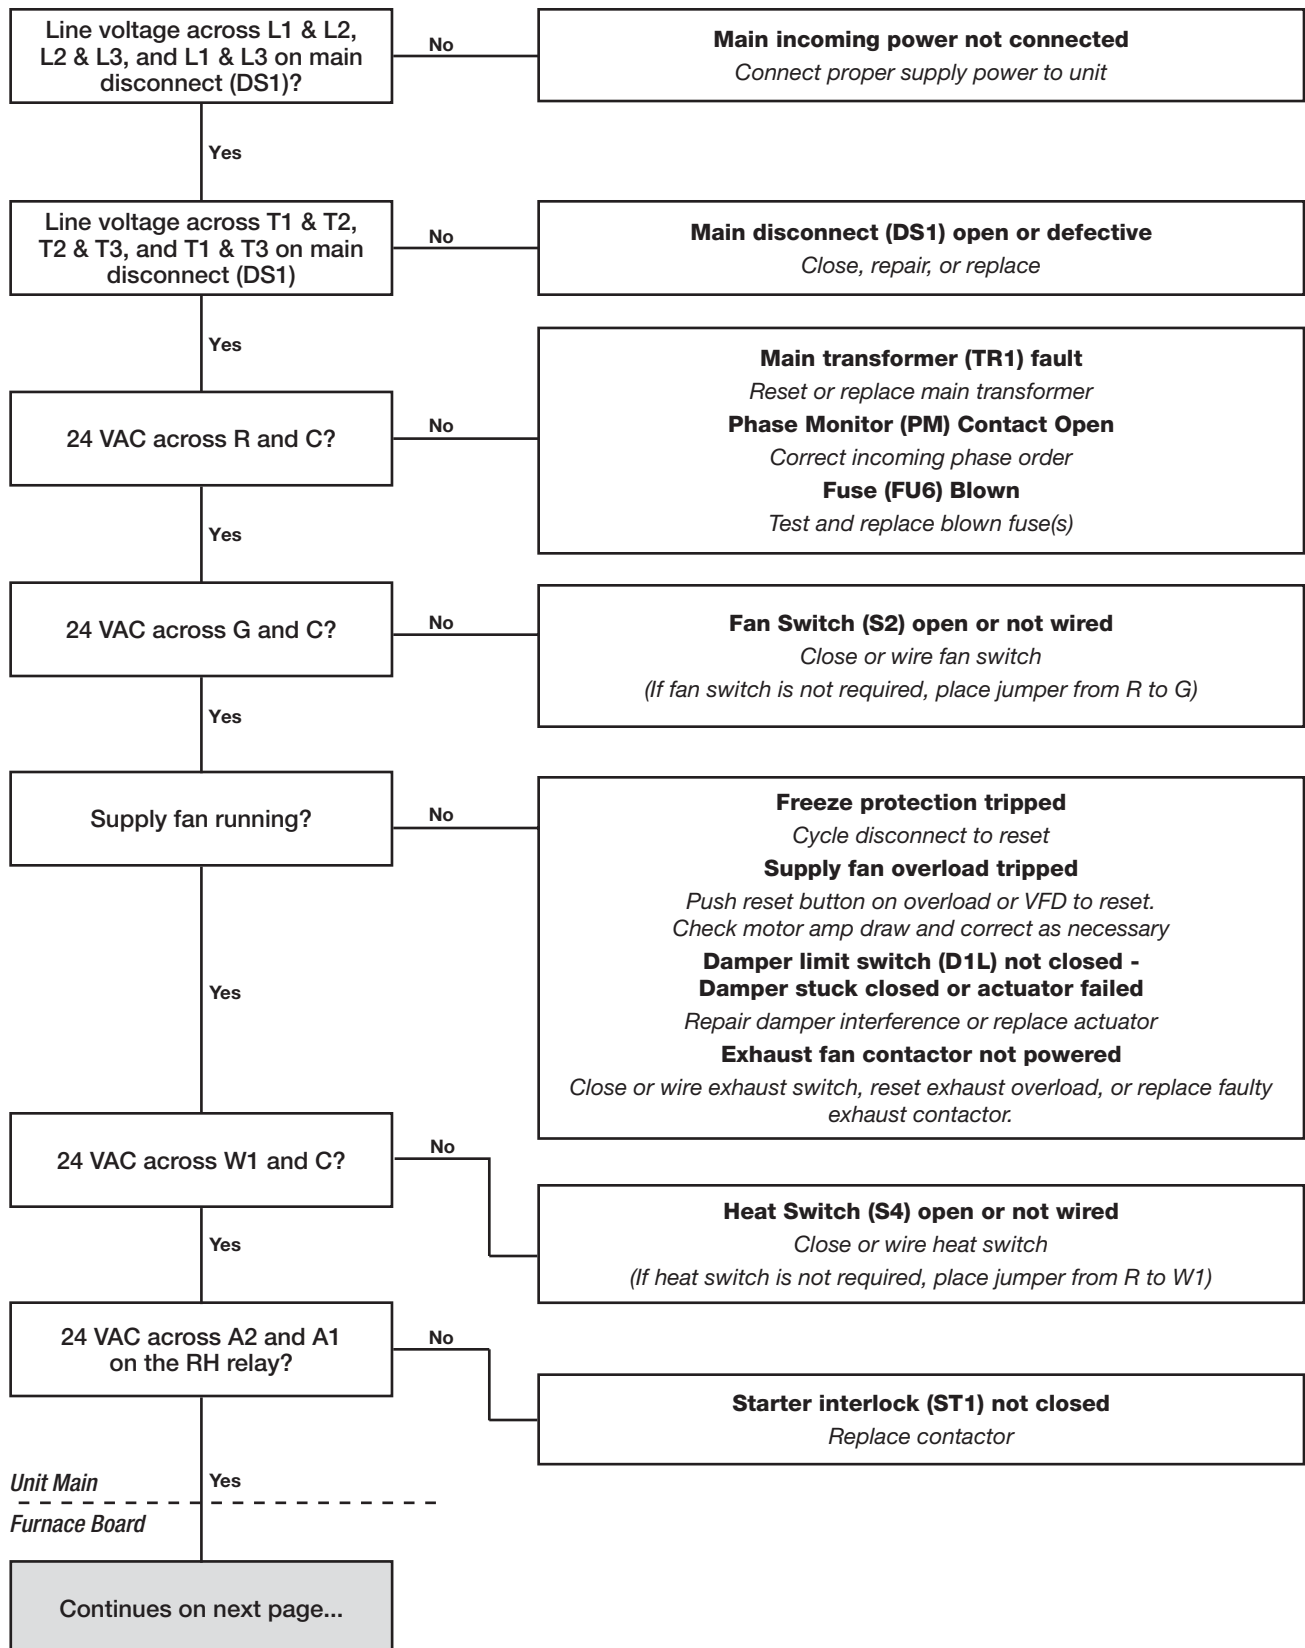 Line voltage across L1 & L2,
L2 & L3, and L1 & L3 on main
disconnect (DS1)?
No
Main incoming power not connected
Connect proper supply power to unit
Yes
Line voltage across T1 & T2,
T2 & T3, and T1 & T3 on main
disconnect (DS1)
No
Main disconnect (DS1) open or defective
Close, repair, or replace
Yes
24 VAC across R and C?
No
Main transformer (TR1) fault
Reset or replace main transformer
Phase Monitor (PM) Contact Open
Correct incoming phase order
Fuse (FU6) Blown
Test and replace blown fuse(s)
Yes
24 VAC across G and C?
No
Fan Switch (S2) open or not wired
Close or wire fan switch
(If fan switch is not required, place jumper from R to G)
Yes
Supply fan running?
No
Freeze protection tripped
Cycle disconnect to reset
Supply fan overload tripped
Push reset button on overload or VFD to reset.
Check motor amp draw and correct as necessary
Damper limit switch (D1L) not closed -
Damper stuck closed or actuator failed
Repair damper interference or replace actuator
Exhaust fan contactor not powered
Close or wire exhaust switch, reset exhaust overload, or replace faulty
exhaust contactor.
Yes
24 VAC across W1 and C?
No
Heat Switch (S4) open or not wired
Close or wire heat switch
(If heat switch is not required, place jumper from R to W1)
Yes
24 VAC across A2 and A1
on the RH relay?
No
Starter interlock (ST1) not closed
Replace contactor
Yes
Unit Main
Furnace Board
Continues on next page...